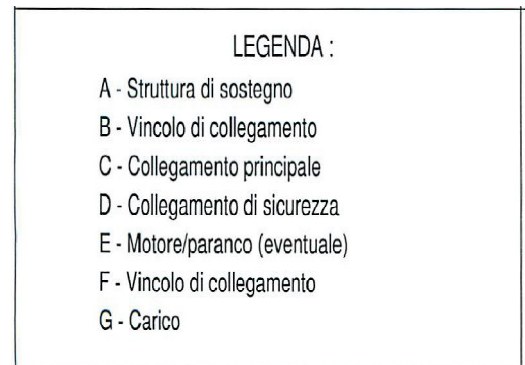 LEGENDA :
A - Struttura di sostegno
B - Vincolo di collegamento
C - Collegamento principale
D - Collegamento di sicurezza
E - Motore/paranco (eventuale)
F - Vincolo di collegamento
G - Carico